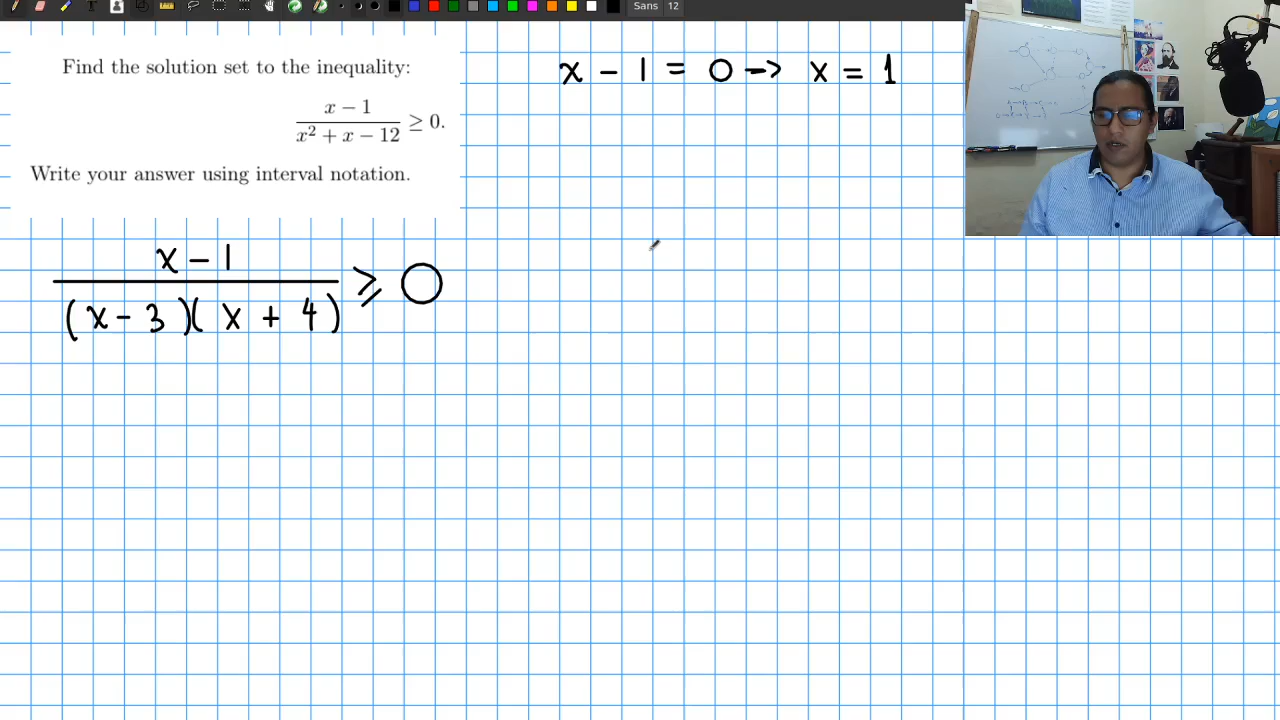 Sans 12
Find the solution set to the inequality:
x − 1
x² + x − 12 ≥ 0.
Write your answer using interval notation.
x − 1 = 0 → x = 1
x − 1
(x − 3)(x + 4) ≥ 0